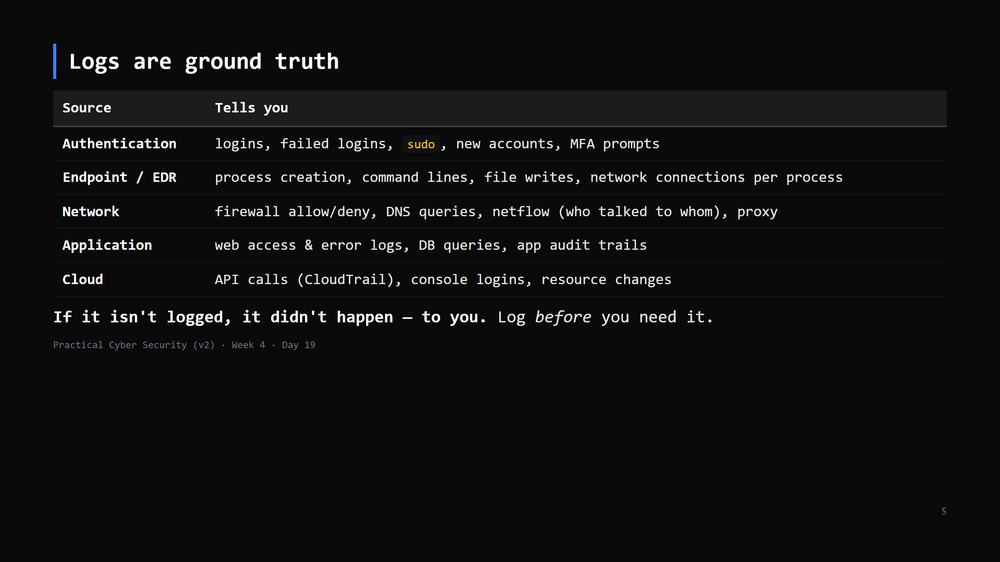 Logs are ground truth
Source Tells you
Authentication logins, failed logins, sudo, new accounts, MFA prompts
Endpoint / EDR process creation, command lines, file writes, network connections per process
Network firewall allow/deny, DNS queries, netflow (who talked to whom), proxy
Application web access & error logs, DB queries, app audit trails
Cloud API calls (CloudTrail), console logins, resource changes
If it isn't logged, it didn't happen — to you. Log before you need it.
Practical Cyber Security (v2) · Week 4 · Day 19
5